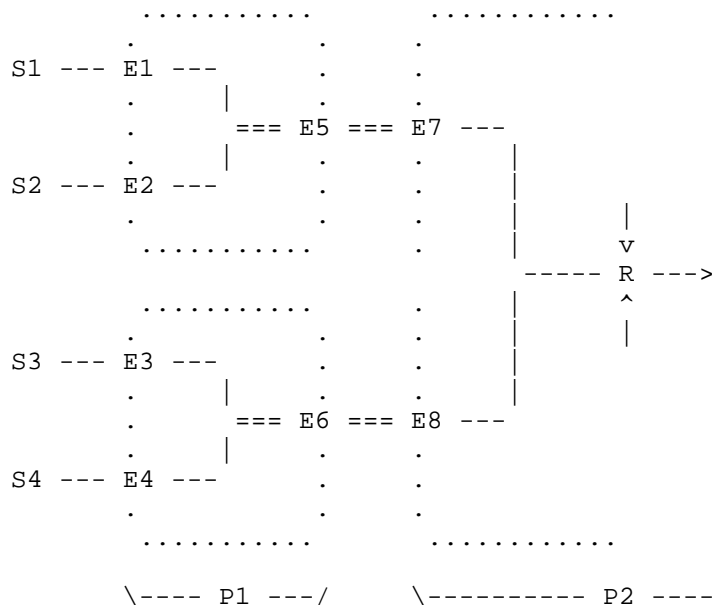 ...........          ............
.           .     .
S1 --- E1 ---       .     .
.     |     .     .
.      === E5 === E7 ---
.     |     .     .     |
S2 --- E2 ---       .     .     |
.           .     .     |      |
...........       .     |      v
----- R --->
...........       .     |      ^
.           .     .     |      |
S3 --- E3 ---       .     .     |
.     |     .     .     |
.      === E6 === E8 ---
.     |     .     .
S4 --- E4 ---       .     .
.           .     .
...........          ............
\---- P1 ---/     \---------- P2 ----